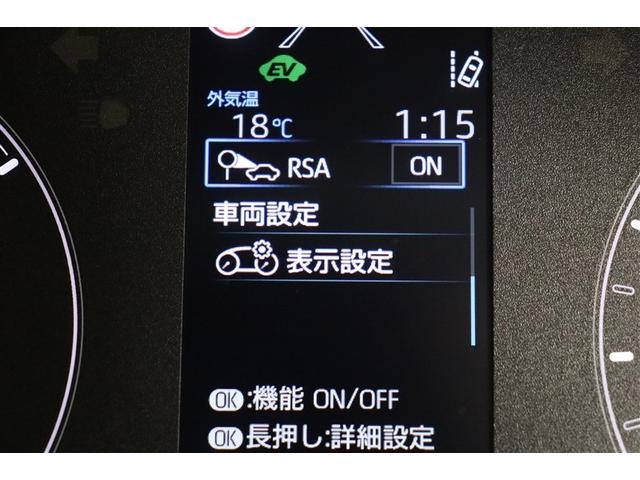 EV
外気温
18℃ 1:15
RSA ON
車両設定
表示設定
OK:機能 ON/OFF
OK長押し:詳細設定